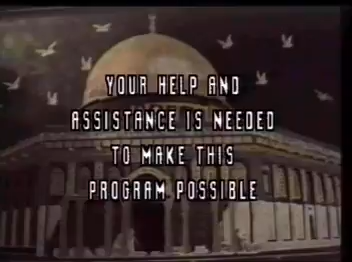 YOUR HELP AND
ASSISTANCE IS NEEDED
TO MAKE THIS
PROGRAM POSSIBLE